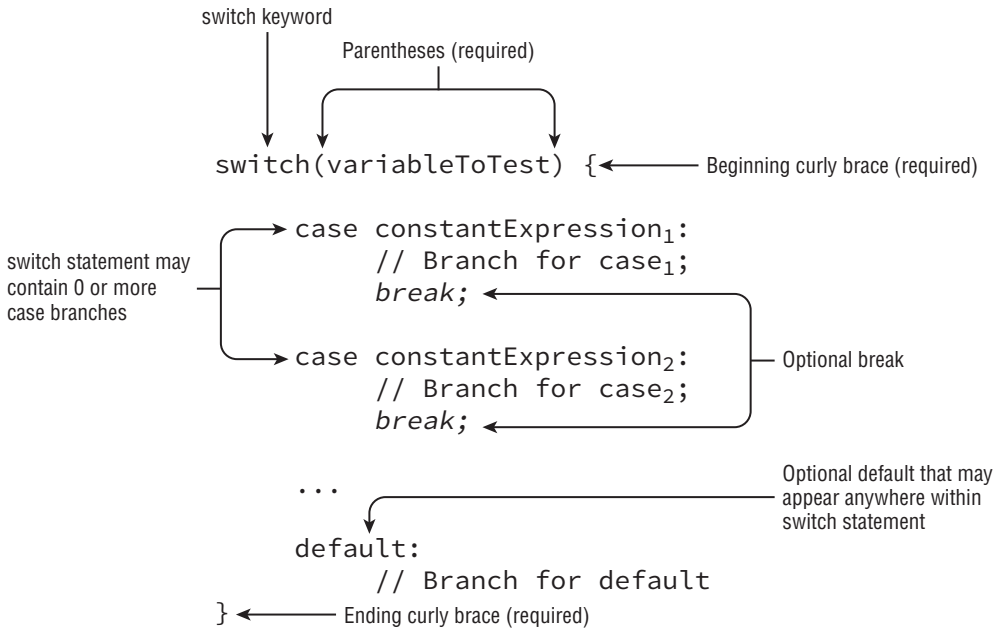 switch keyword
Parentheses (required)
switch(variableToTest) {
Beginning curly brace (required)
switch statement may
contain 0 or more
case branches
case constantExpression₁:
// Branch for case₁;
break;
case constantExpression₂:
// Branch for case₂;
break;
Optional break
...
Optional default that may
appear anywhere within
switch statement
default:
// Branch for default
}
Ending curly brace (required)